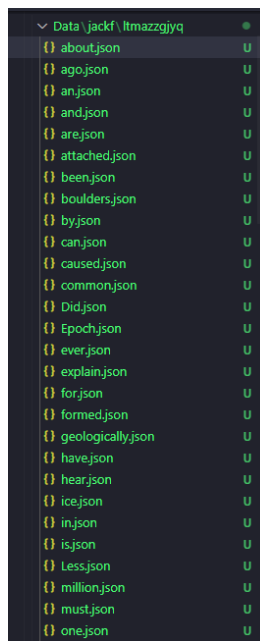 Data\jackf\ltmazzgjyq
{} about.json U
{} ago.json U
{} an.json U
{} and.json U
{} are.json U
{} attached.json U
{} been.json U
{} boulders.json U
{} by.json U
{} can.json U
{} caused.json U
{} common.json U
{} Did.json U
{} Epoch.json U
{} ever.json U
{} explain.json U
{} for.json U
{} formed.json U
{} geologically.json U
{} have.json U
{} hear.json U
{} ice.json U
{} in.json U
{} is.json U
{} Less.json U
{} million.json U
{} must.json U
{} one.json U